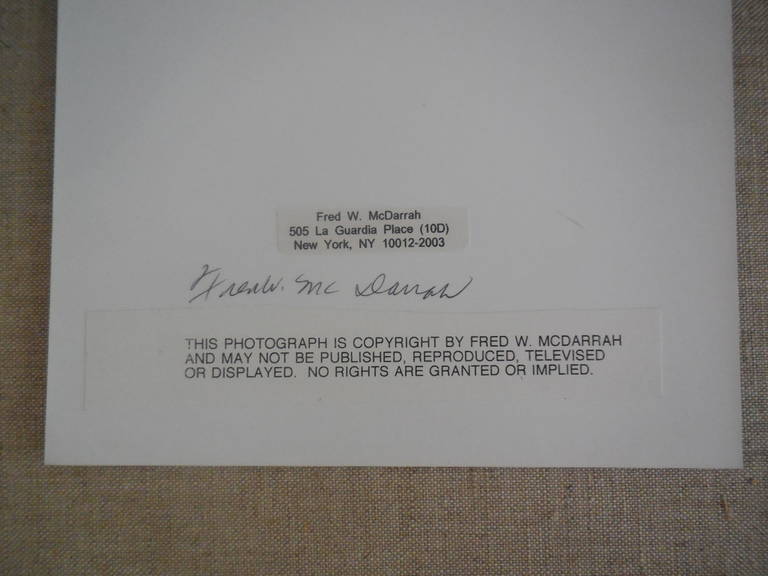 Fred W. McDarrah
505 La Guardia Place (10D)
New York, NY 10012-2003
Fred W. Mc Darrah
THIS PHOTOGRAPH IS COPYRIGHT BY FRED W. MCDARRAH
AND MAY NOT BE PUBLISHED, REPRODUCED, TELEVISED
OR DISPLAYED. NO RIGHTS ARE GRANTED OR IMPLIED.